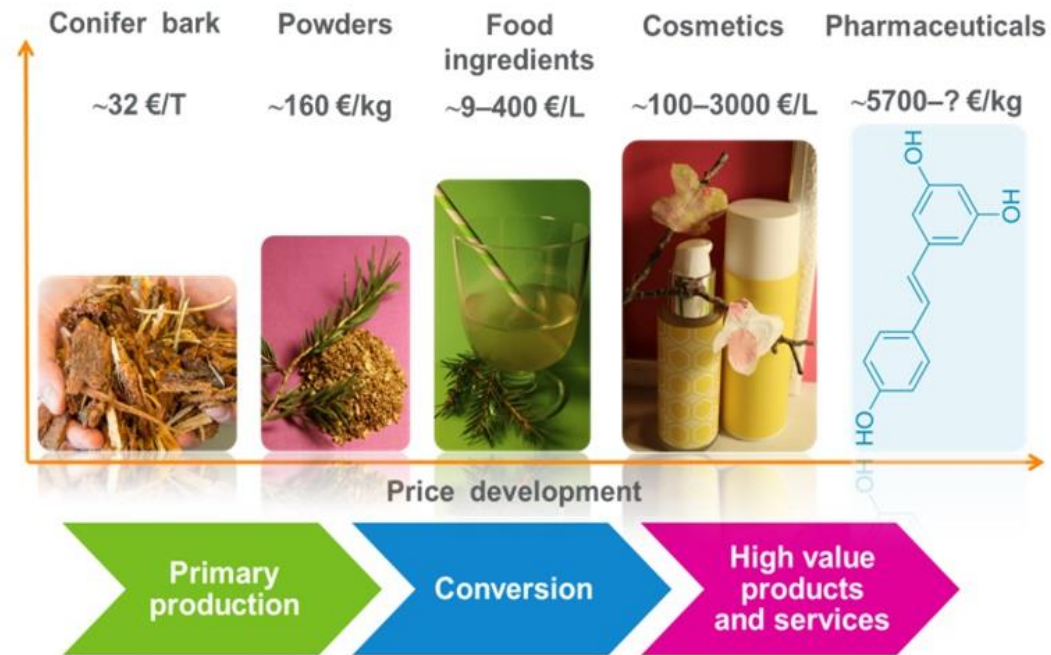 Conifer bark
Powders
Food
ingredients
Cosmetics
Pharmaceuticals
~32 €/T
~160 €/kg
~9–400 €/L
~100–3000 €/L
~5700–? €/kg
OH
HO
HO
Price development
OH
Primary
production
Conversion
High value
products
and services